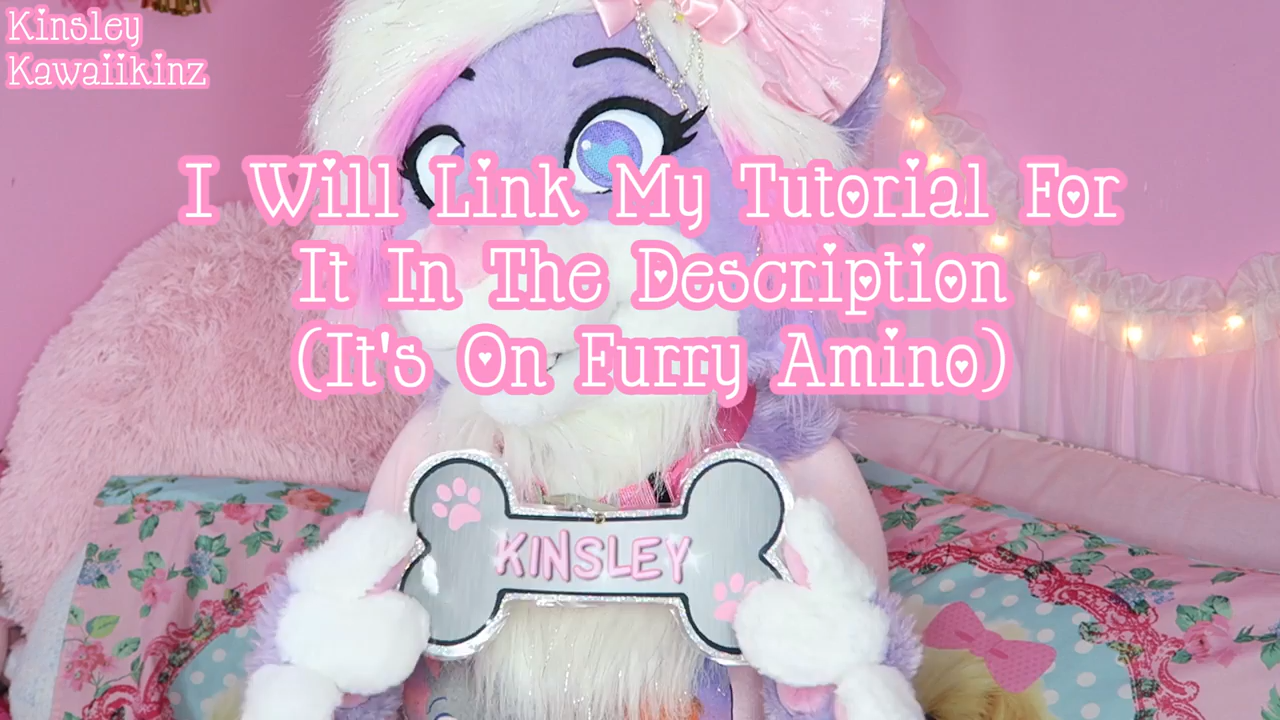 Kinsley
Kawaiikinz
I Will Link My Tutorial For
It In The Description
(It's On Furry Amino)
KINSLEY